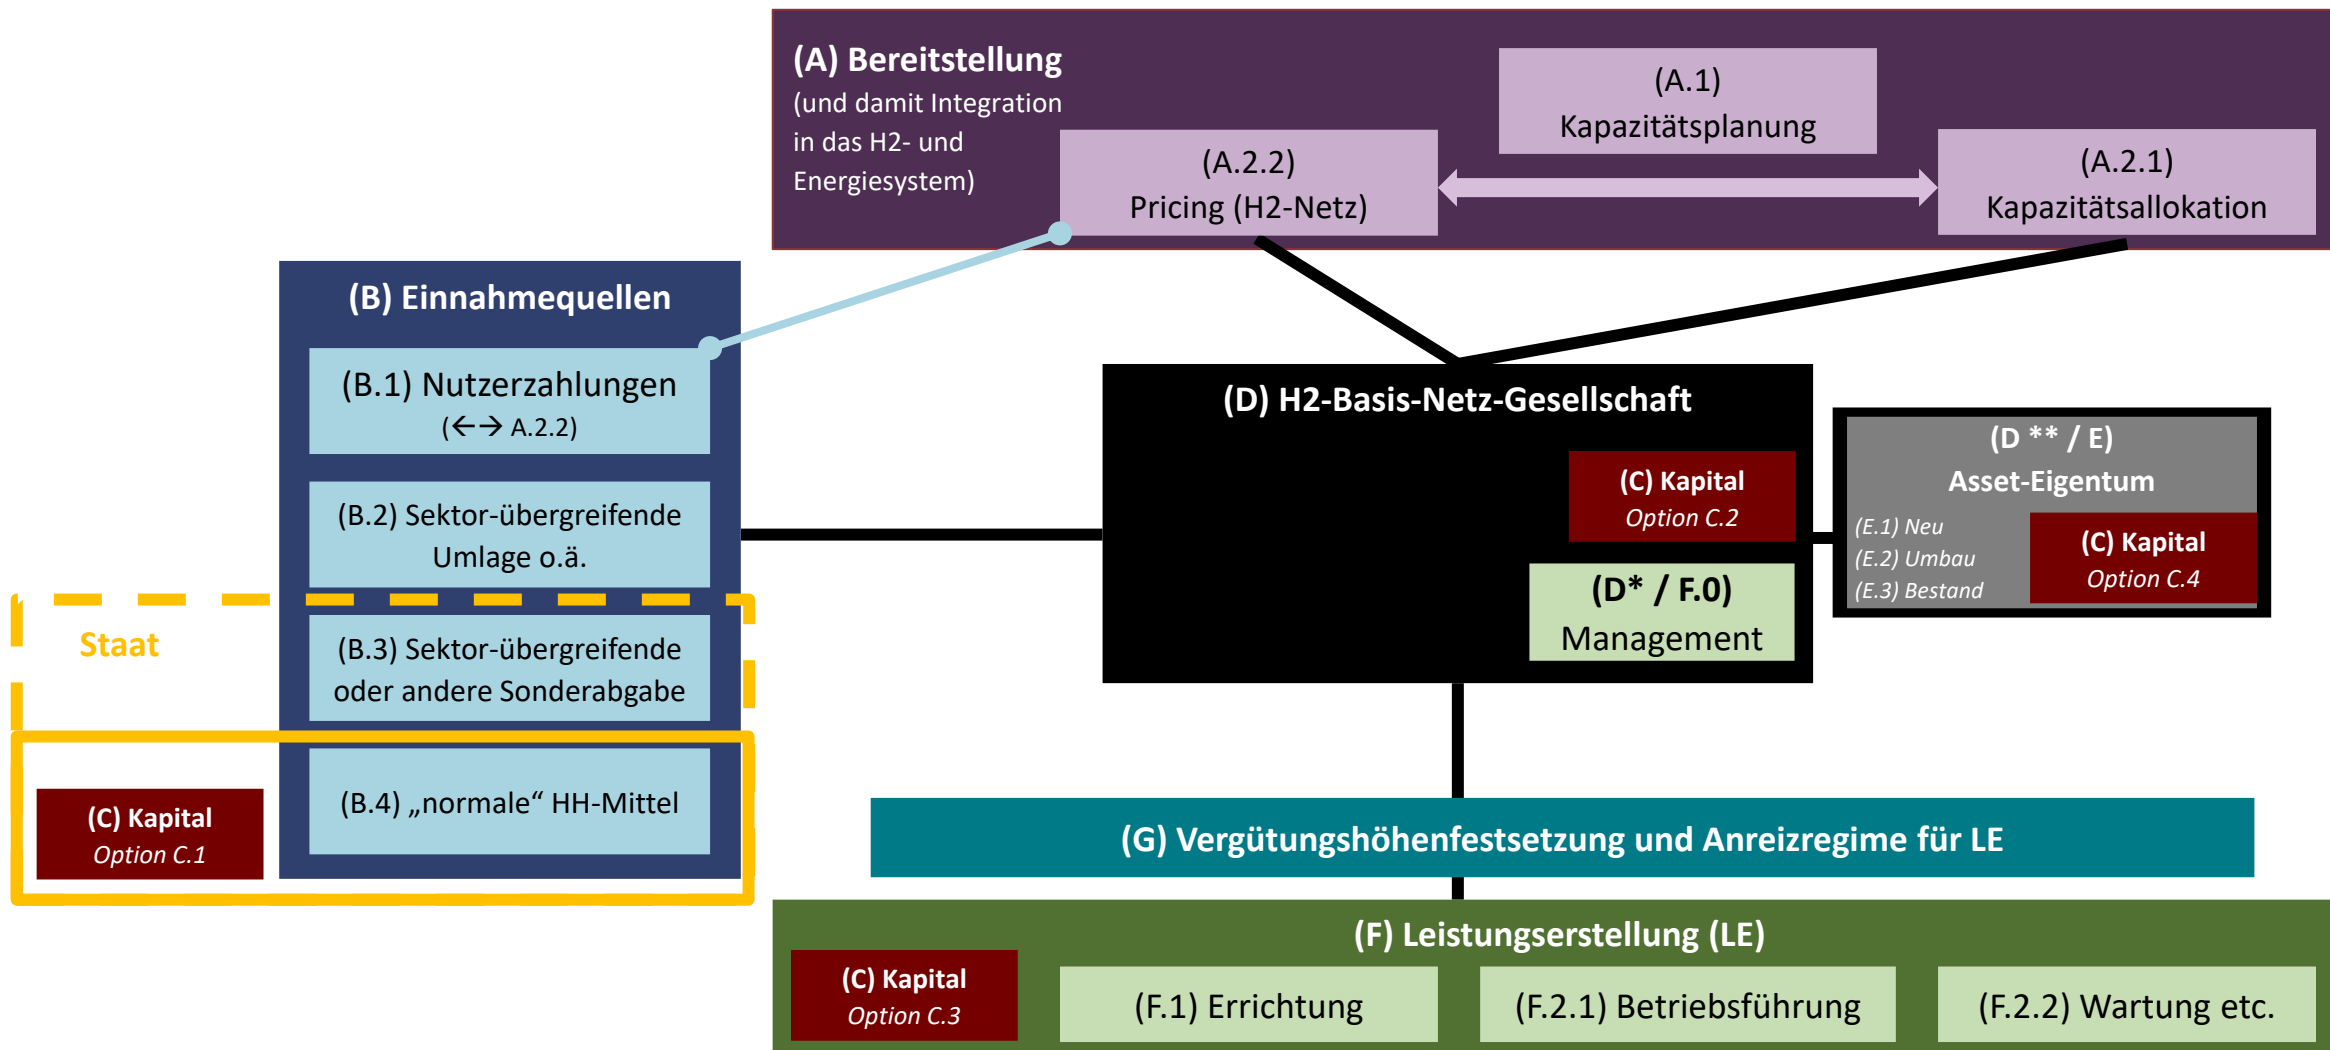 (A) Bereitstellung
(und damit Integration
in das H2- und
Energiesystem)
(A.1)
Kapazitätsplanung
(A.2.2)
Pricing (H2-Netz)
(A.2.1)
Kapazitätsallokation
(B) Einnahmequellen
(B.1) Nutzerzahlungen
(←→ A.2.2)
(B.2) Sektor-übergreifende
Umlage o.ä.
Staat
(B.3) Sektor-übergreifende
oder andere Sonderabgabe
(B.4) „normale“ HH-Mittel
(C) Kapital
Option C.1
(D) H2-Basis-Netz-Gesellschaft
(C) Kapital
Option C.2
(D* / F.0)
Management
(D ** / E)
Asset-Eigentum
(E.1) Neu
(E.2) Umbau
(E.3) Bestand
(C) Kapital
Option C.4
(G) Vergütungshöhenfestsetzung und Anreizregime für LE
(F) Leistungserstellung (LE)
(C) Kapital
Option C.3
(F.1) Errichtung
(F.2.1) Betriebsführung
(F.2.2) Wartung etc.